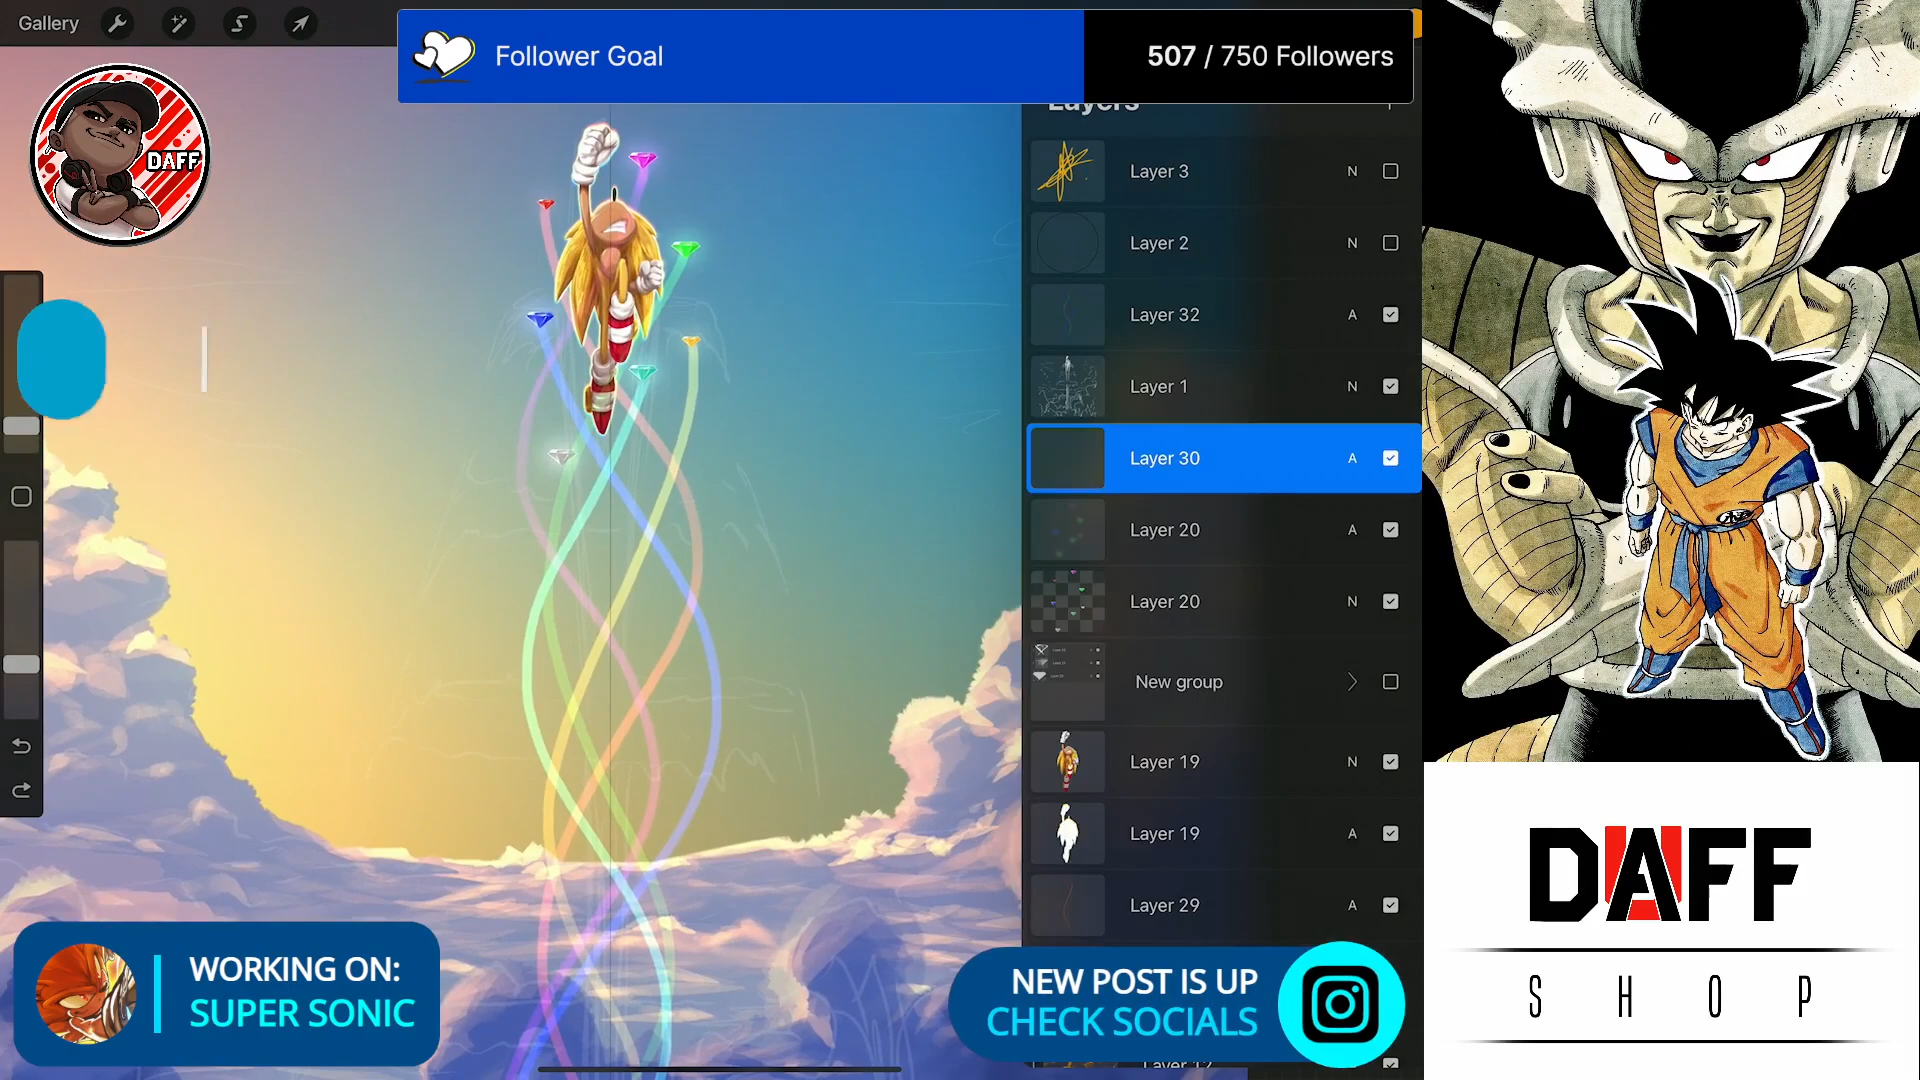 Gallery
Follower Goal
507 / 750 Followers
DAFF
Layers
Layer 3 N
Layer 2 N
Layer 32 A
Layer 1 N
Layer 30 A
Layer 20 A
Layer 20 N
New group
Layer 19 N
Layer 19 A
Layer 29 A
WORKING ON:
SUPER SONIC
NEW POST IS UP
CHECK SOCIALS
DAFF
SHOP